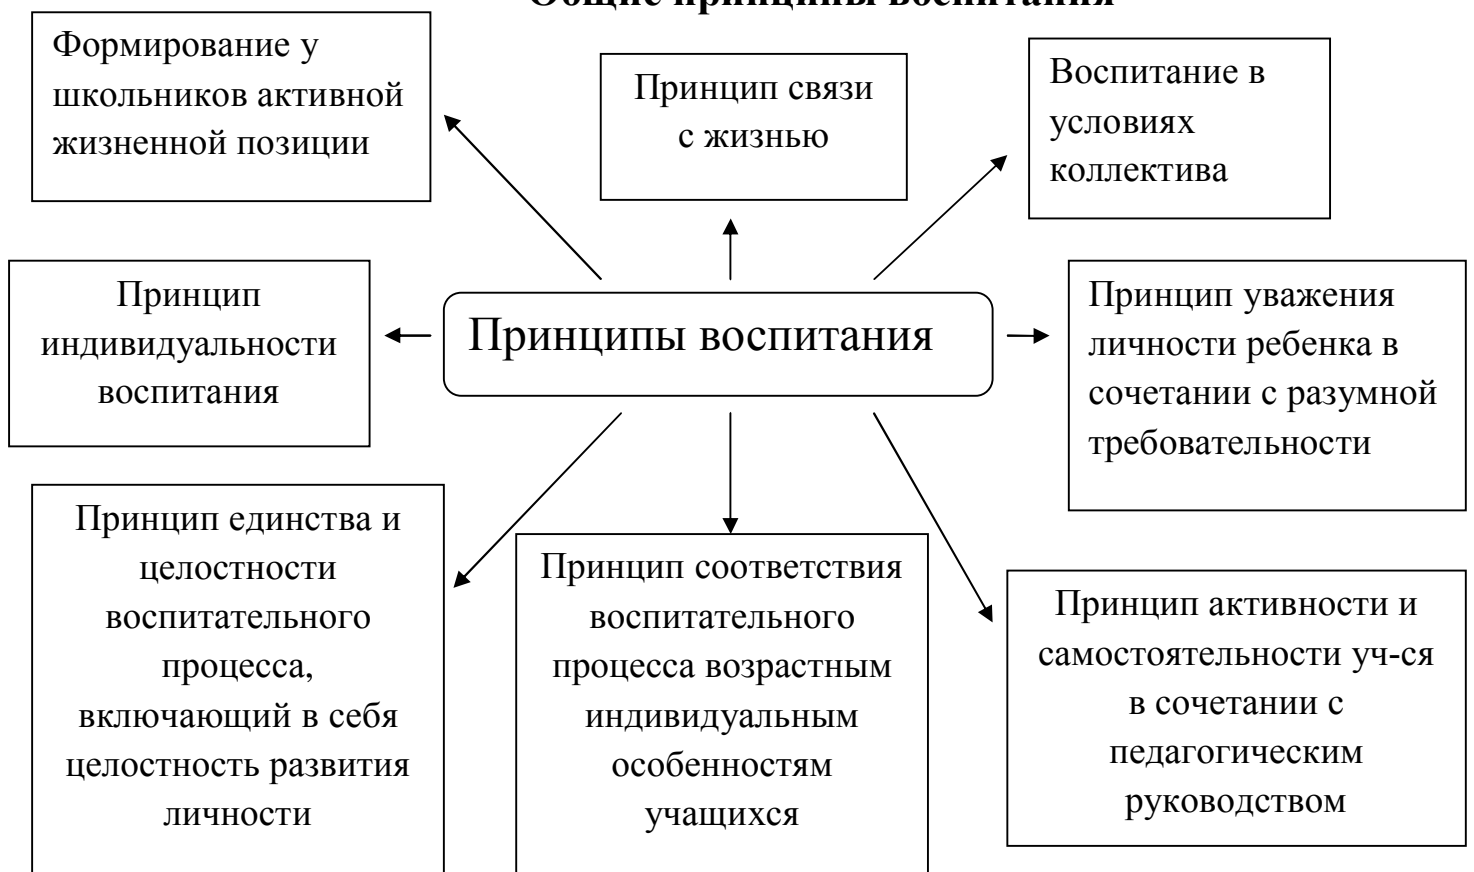 Общие принципы воспитания
Формирование у
школьников активной
жизненной позиции
Принцип связи
с жизнью
Воспитание в
условиях
коллектива
Принцип
индивидуальности
воспитания
Принципы воспитания
Принцип уважения
личности ребенка в
сочетании с разумной
требовательности
Принцип единства и
целостности
воспитательного
процесса,
включающий в себя
целостность развития
личности
Принцип соответствия
воспитательного
процесса возрастным
индивидуальным
особенностям
учащихся
Принцип активности и
самостоятельности уч-ся
в сочетании с
педагогическим
руководством